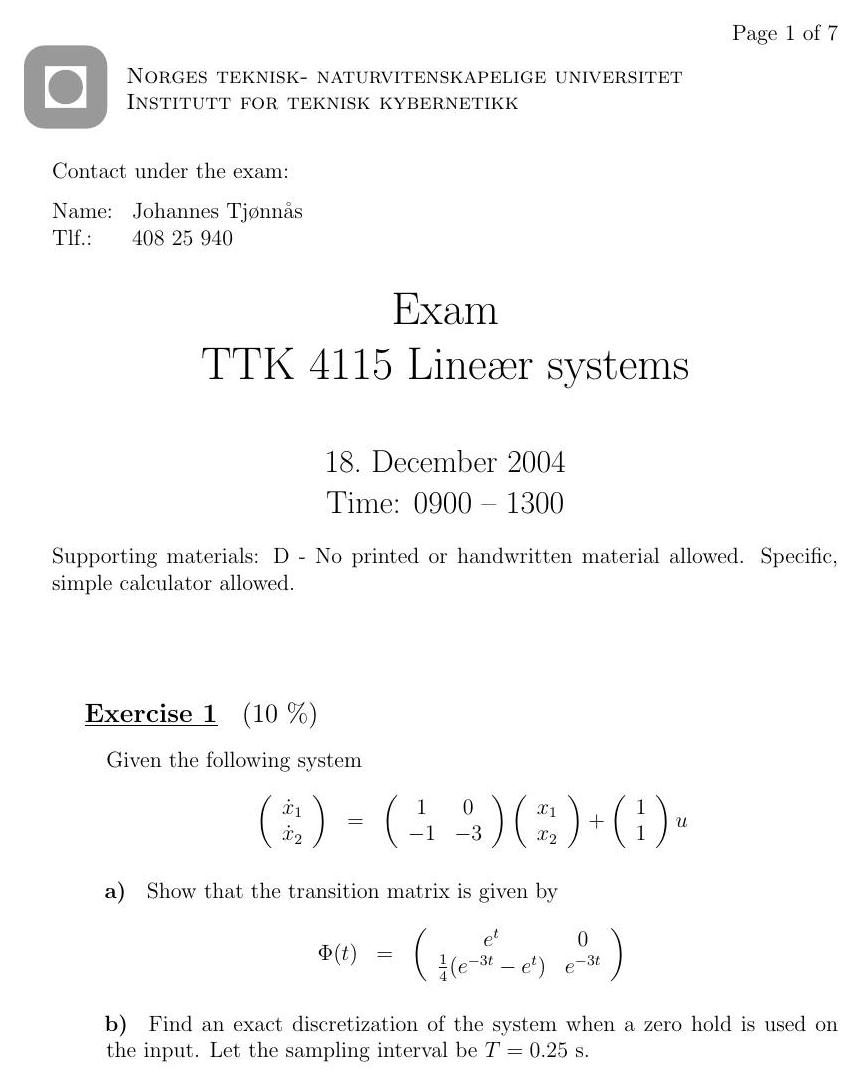 Page 1 of 7
Norges teknisk- naturvitenskapelige universitet
Institutt for teknisk kybernetikk
Contact under the exam:
Name: Johannes Tjønnås
Tlf.: 408 25 940
Exam
TTK 4115 Lineær systems
18. December 2004
Time: 0900 – 1300
Supporting materials: D - No printed or handwritten material allowed. Specific,
simple calculator allowed.
Exercise 1 (10 %)
Given the following system
( ẋ₁ ; ẋ₂ ) = ( 1 0 ; −1 −3 ) ( x₁ ; x₂ ) + ( 1 ; 1 ) u
a) Show that the transition matrix is given by
Φ(t) = ( e^t 0 ; 1/4(e^{−3t} − e^t) e^{−3t} )
b) Find an exact discretization of the system when a zero hold is used on
the input. Let the sampling interval be T = 0.25 s.